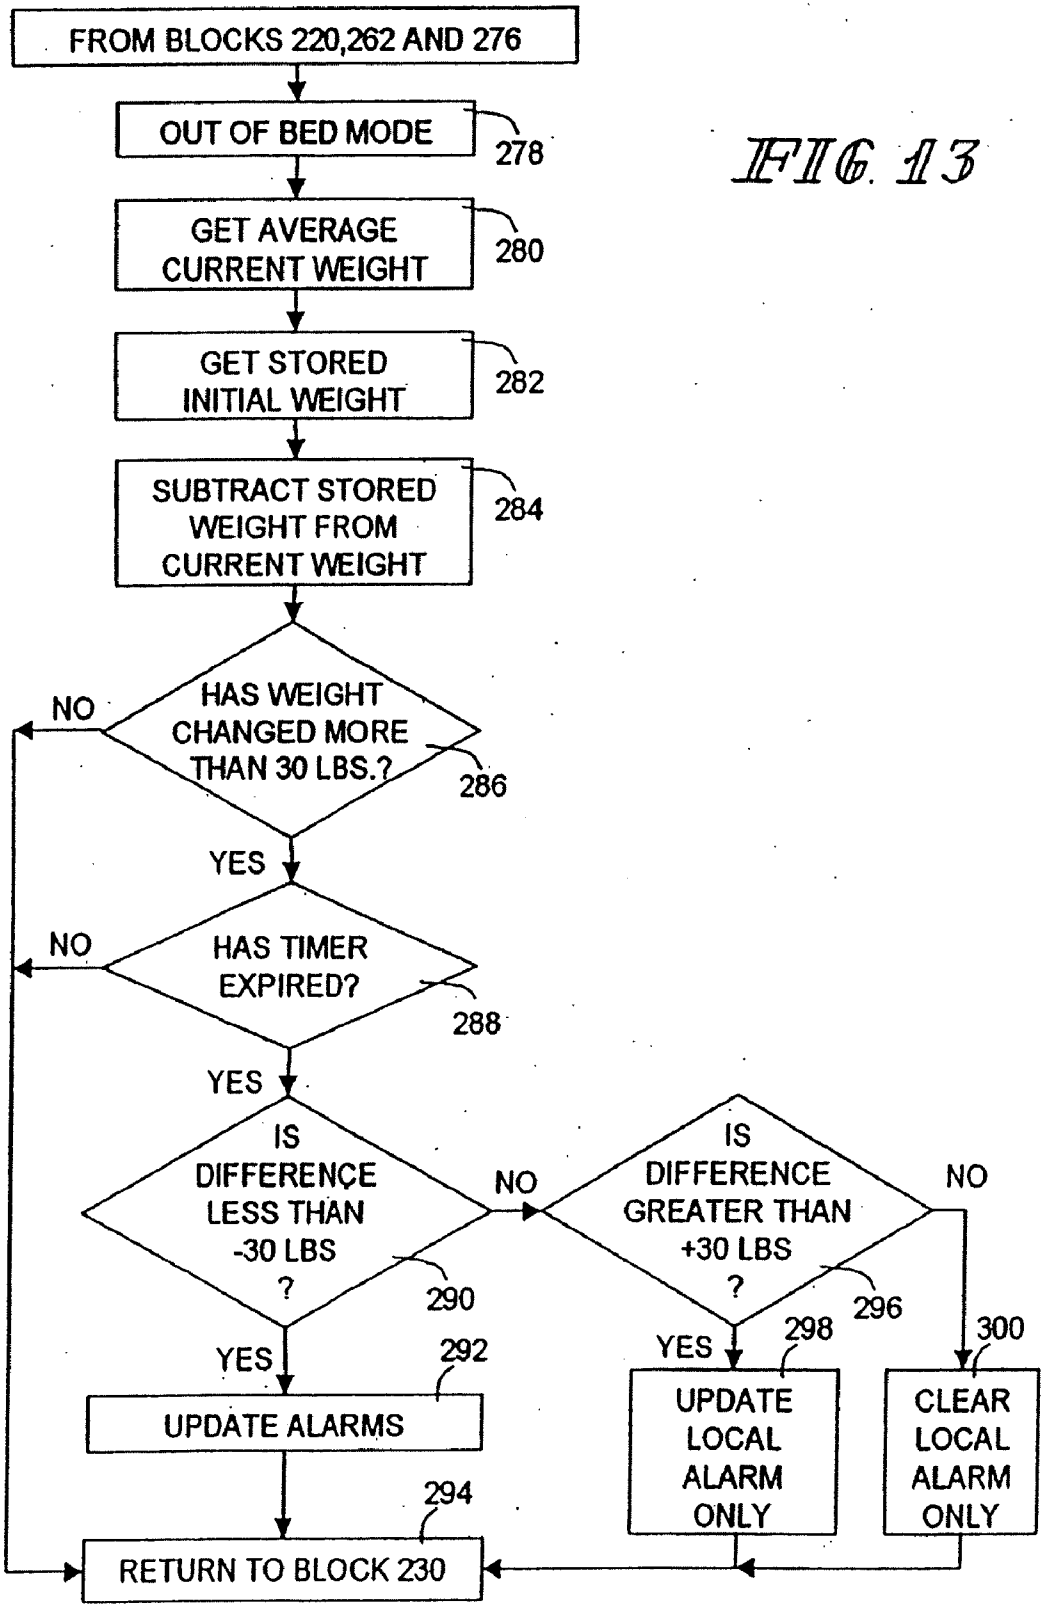 FROM BLOCKS 220,262 AND 276
OUT OF BED MODE
278
FIG. 13
GET AVERAGE
CURRENT WEIGHT
280
GET STORED
INITIAL WEIGHT
282
SUBTRACT STORED
WEIGHT FROM
CURRENT WEIGHT
284
NO
HAS WEIGHT
CHANGED MORE
THAN 30 LBS.?
286
YES
NO
HAS TIMER
EXPIRED?
288
YES
IS
DIFFERENCE
LESS THAN
-30 LBS
?
290
NO
IS
DIFFERENCE
GREATER THAN
+30 LBS
?
296
NO
YES
292
UPDATE ALARMS
YES
298
UPDATE
LOCAL
ALARM
ONLY
300
CLEAR
LOCAL
ALARM
ONLY
294
RETURN TO BLOCK 230